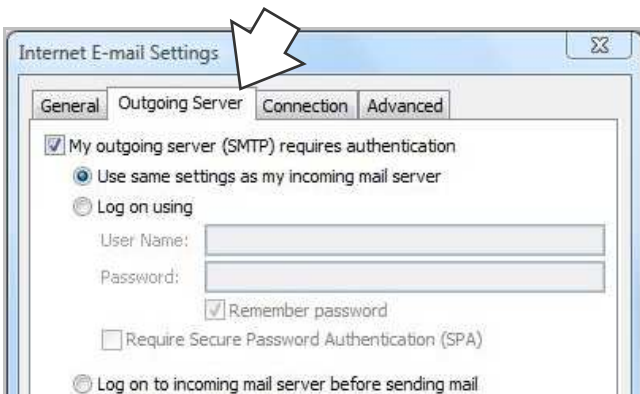 Internet E-mail Settings
General Outgoing Server Connection Advanced
My outgoing server (SMTP) requires authentication
Use same settings as my incoming mail server
Log on using
User Name:
Password:
Remember password
Require Secure Password Authentication (SPA)
Log on to incoming mail server before sending mail